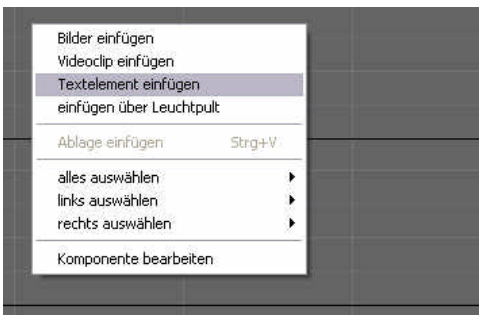 Bilder einfügen
Videoclip einfügen
Textelement einfügen
einfügen über Leuchtpult
Ablage einfügen Strg+V
alles auswählen
links auswählen
rechts auswählen
Komponente bearbeiten